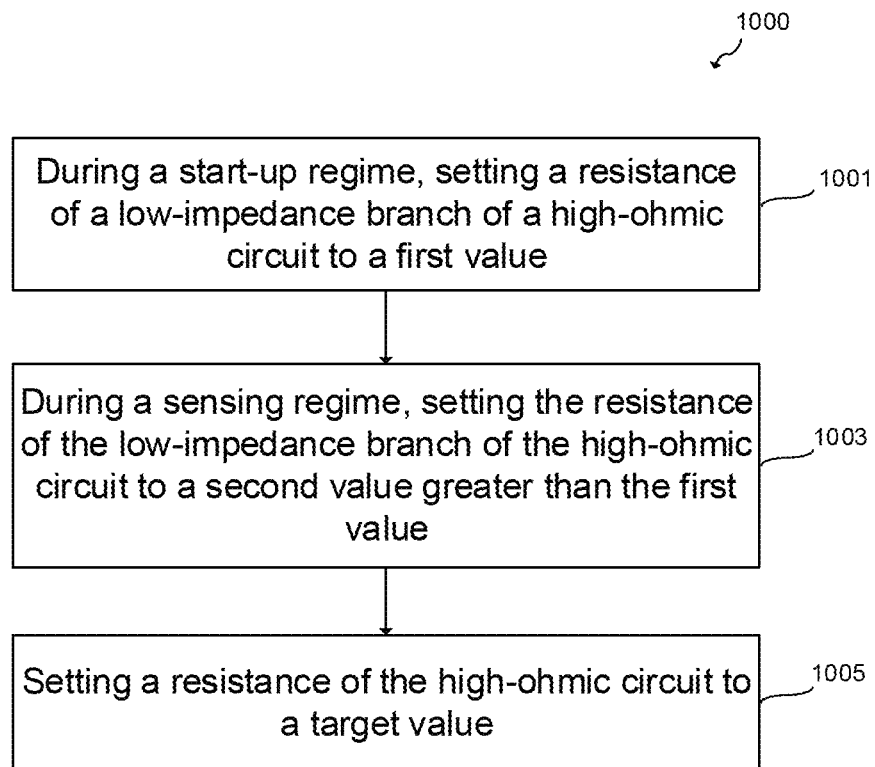 1000
During a start-up regime, setting a resistance
of a low-impedance branch of a high-ohmic
circuit to a first value
1001
During a sensing regime, setting the resistance
of the low-impedance branch of the high-ohmic
circuit to a second value greater than the first
value
1003
Setting a resistance of the high-ohmic circuit to
a target value
1005